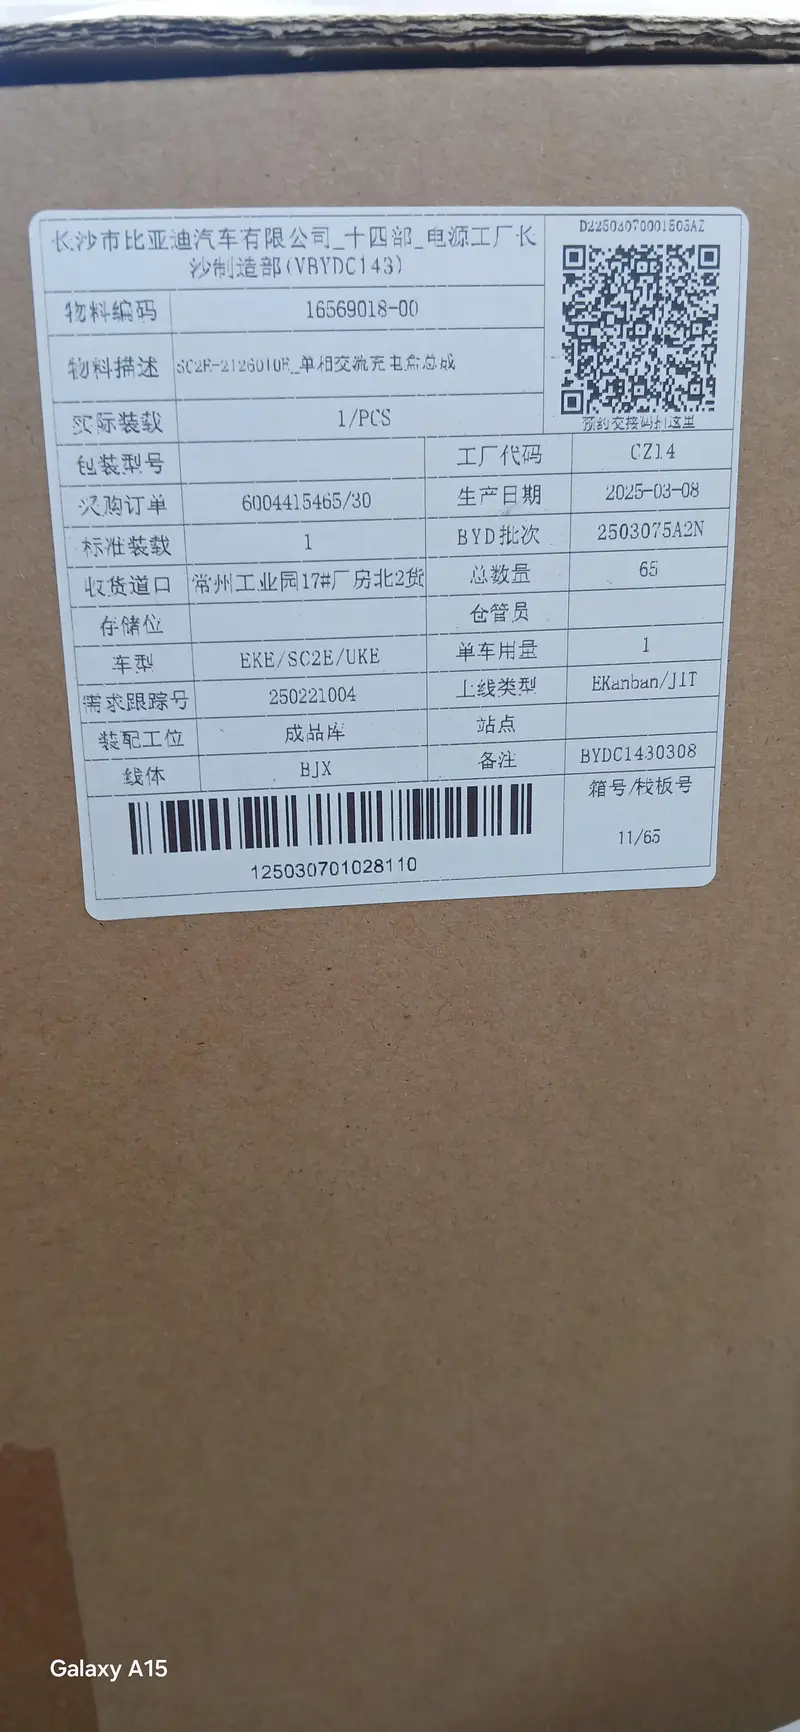 长沙市比亚迪汽车有限公司_十四部_电源工厂长
沙制造部(VBYDC143)
D22503070001505AZ
物料编码 16569018-00
物料描述 SC2E-2126010E_单相交流充电盒总成
实际装载 1/PCS
预约交接码扫这里
包装型号 工厂代码 CZ14
采购订单 6004415465/30 生产日期 2025-03-08
标准装载 1 BYD批次 2503075A2N
收货道口 常州工业园17#厂房北2货 总数量 65
存储位 仓管员
车型 EKE/SC2E/UKE 单车用量 1
需求跟踪号 250221004 上线类型 EKanban/JIT
装配工位 成品库 站点
线体 BJX 备注 BYDC1430308
箱号/栈板号
125030701028110 11/65
Galaxy A15